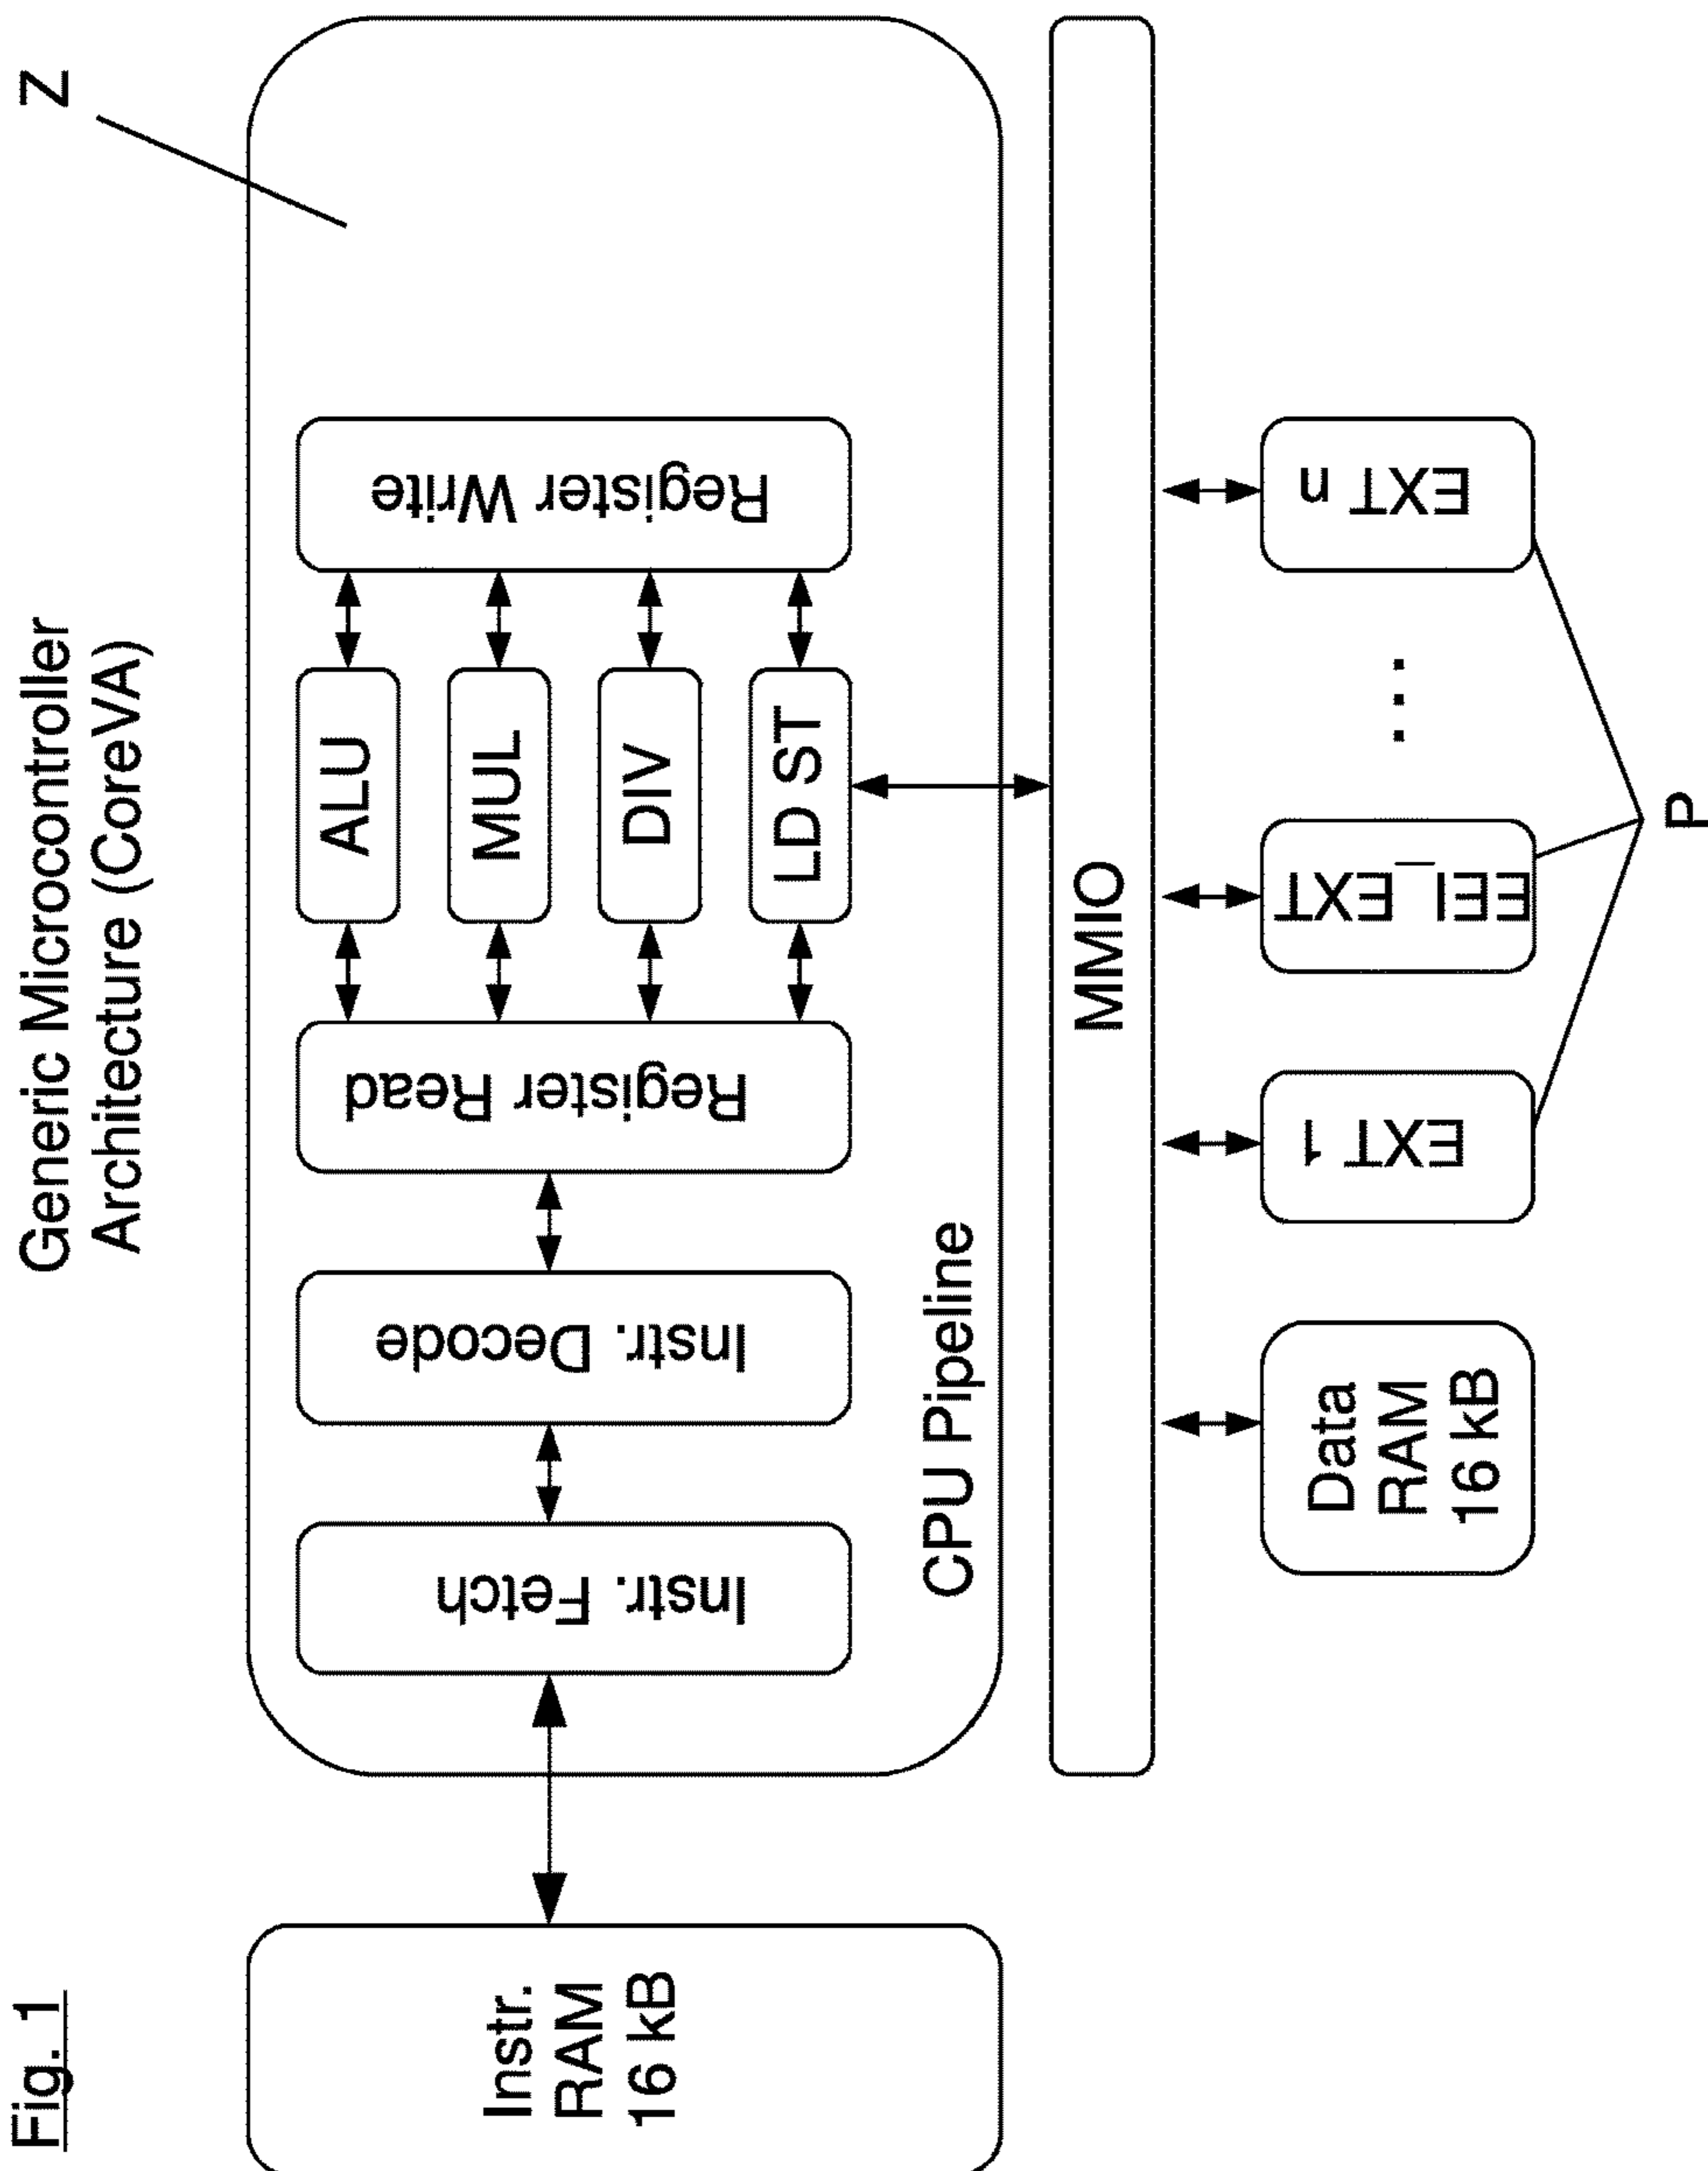 Fig. 1
Generic Microcontroller
Architecture (CoreVA)
Z
Instr.
RAM
16 kB
Instr. Fetch
Instr. Decode
Register Read
ALU
MUL
DIV
LD ST
Register Write
CPU Pipeline
MMIO
Data
RAM
16 kB
EXT 1
EEI_EXT
...
EXT n
P